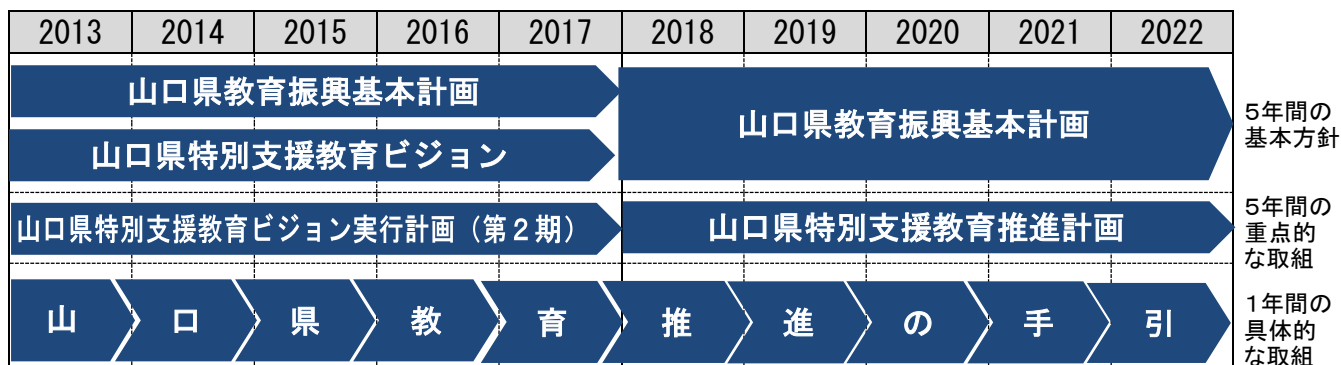 2013 2014 2015 2016 2017 2018 2019 2020 2021 2022
山口県教育振興基本計画
山口県特別支援教育ビジョン
山口県教育振興基本計画
5年間の
基本方針
山口県特別支援教育ビジョン実行計画（第２期）
山口県特別支援教育推進計画
5年間の
重点的
な取組
山 口 県 教 育 推 進 の 手 引
1年間の
具体的
な取組